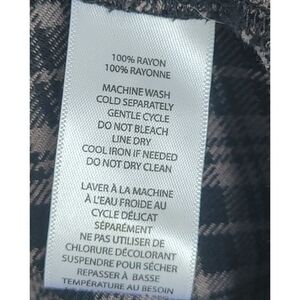 100% RAYON
100% RAYONNE
MACHINE WASH
COLD SEPARATELY
GENTLE CYCLE
DO NOT BLEACH
LINE DRY
COOL IRON IF NEEDED
DO NOT DRY CLEAN
LAVER À LA MACHINE
À L'EAU FROIDE AU
CYCLE DÉLICAT
SÉPARÉMENT
NE PAS UTILISER DE
CHLORURE DÉCOLORANT
SUSPENDRE POUR SÉCHER
REPASSER À BASSE
TEMPÉRATURE AU BESOIN